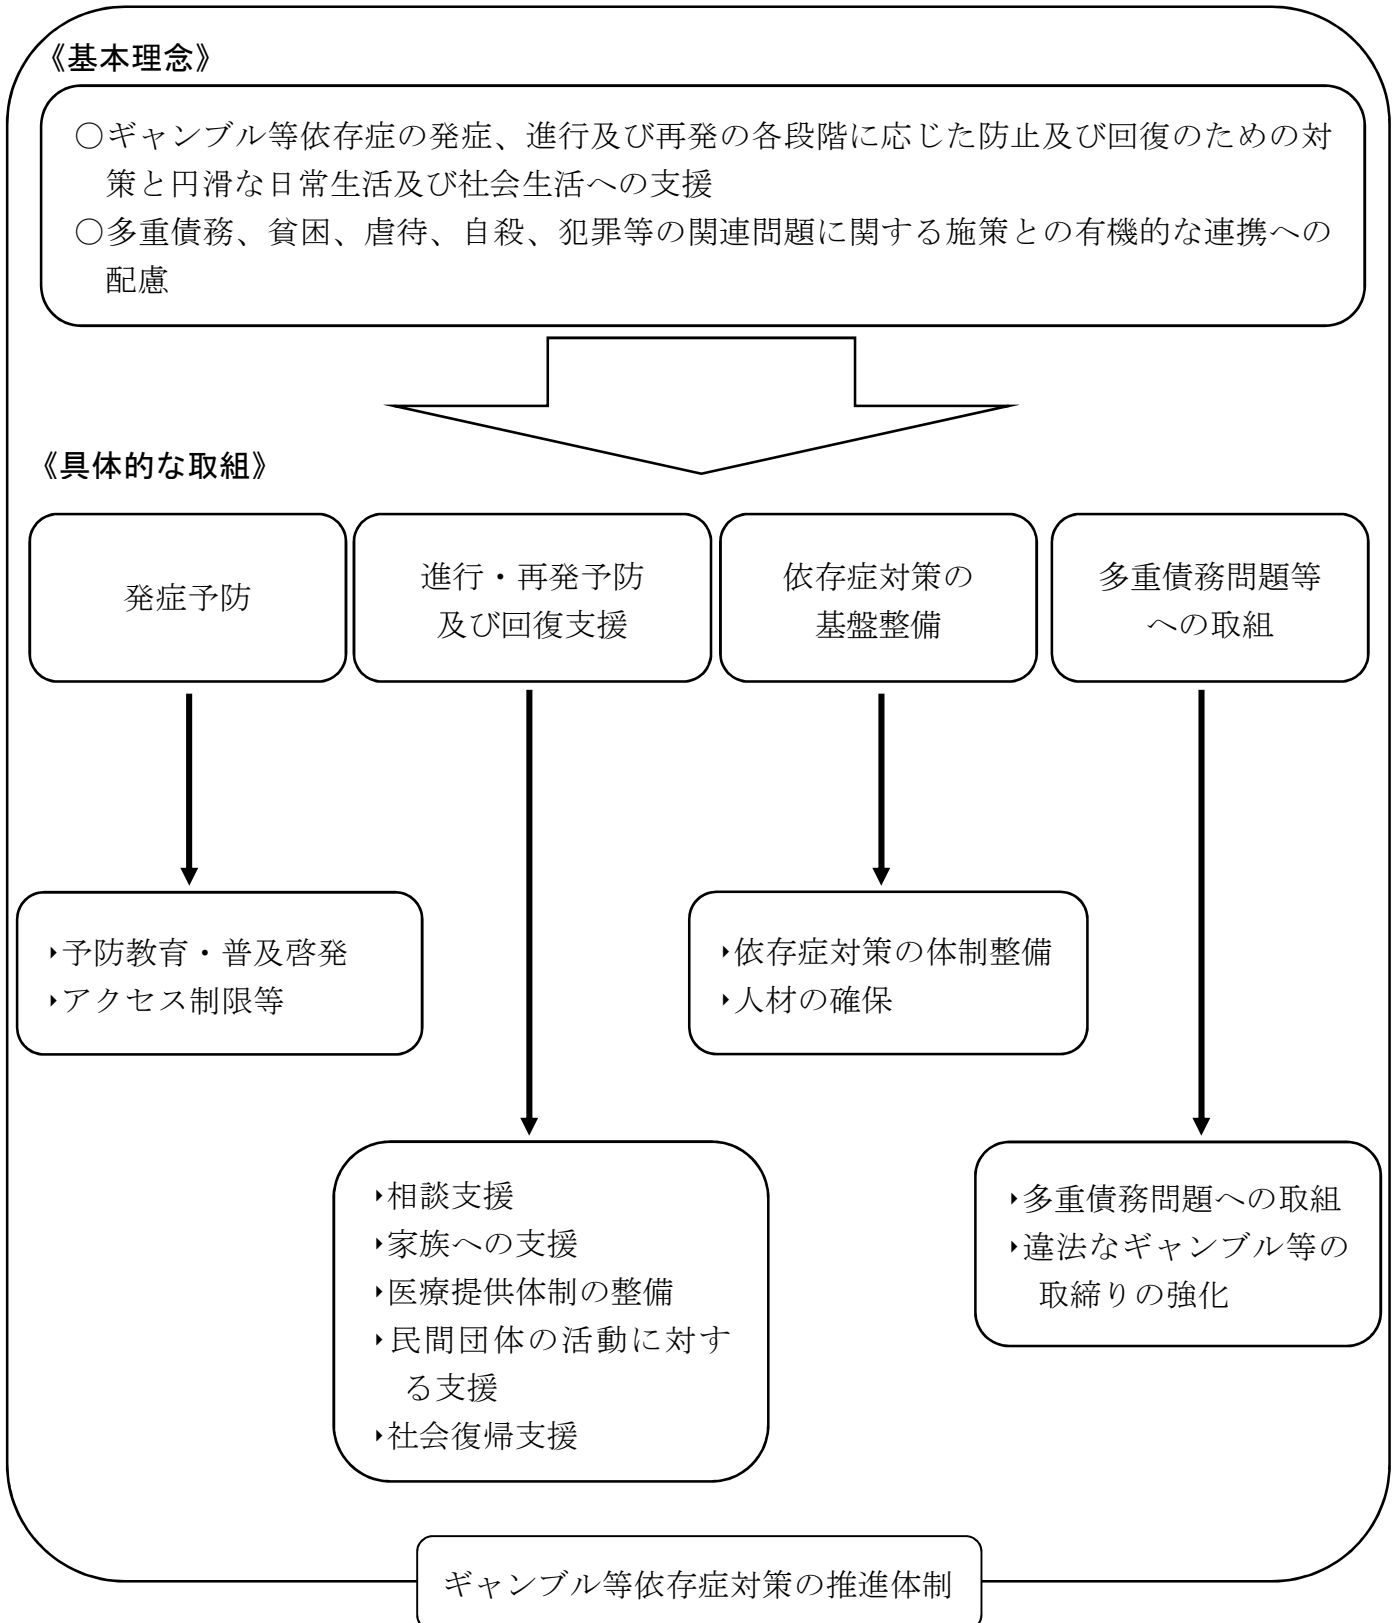 《基本理念》
○ギャンブル等依存症の発症、進行及び再発の各段階に応じた防止及び回復のための対
策と円滑な日常生活及び社会生活への支援
○多重債務、貧困、虐待、自殺、犯罪等の関連問題に関する施策との有機的な連携への
配慮
《具体的な取組》
発症予防
進行・再発予防
及び回復支援
依存症対策の
基盤整備
多重債務問題等
への取組
‣予防教育・普及啓発
‣アクセス制限等
‣依存症対策の体制整備
‣人材の確保
‣相談支援
‣家族への支援
‣医療提供体制の整備
‣民間団体の活動に対す
る支援
‣社会復帰支援
‣多重債務問題への取組
‣違法なギャンブル等の
取締りの強化
ギャンブル等依存症対策の推進体制